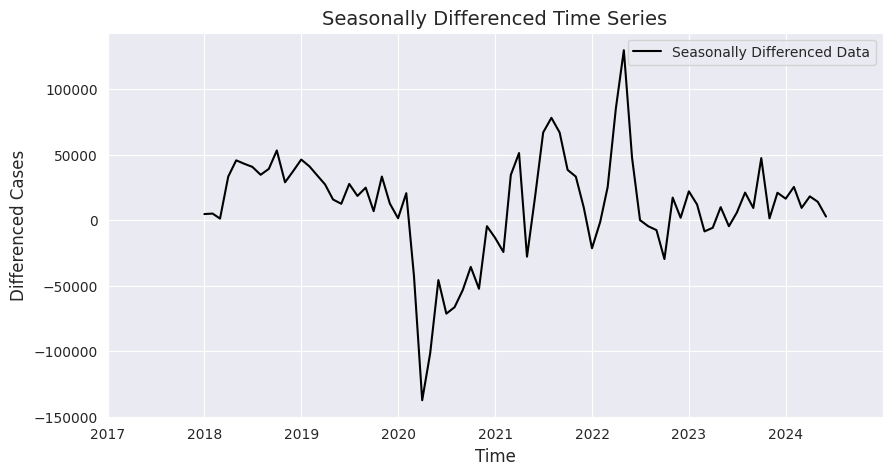 Seasonally Differenced Time Series
Seasonally Differenced Data
Differenced Cases
100000
50000
0
−50000
−100000
−150000
2017 2018 2019 2020 2021 2022 2023 2024
Time